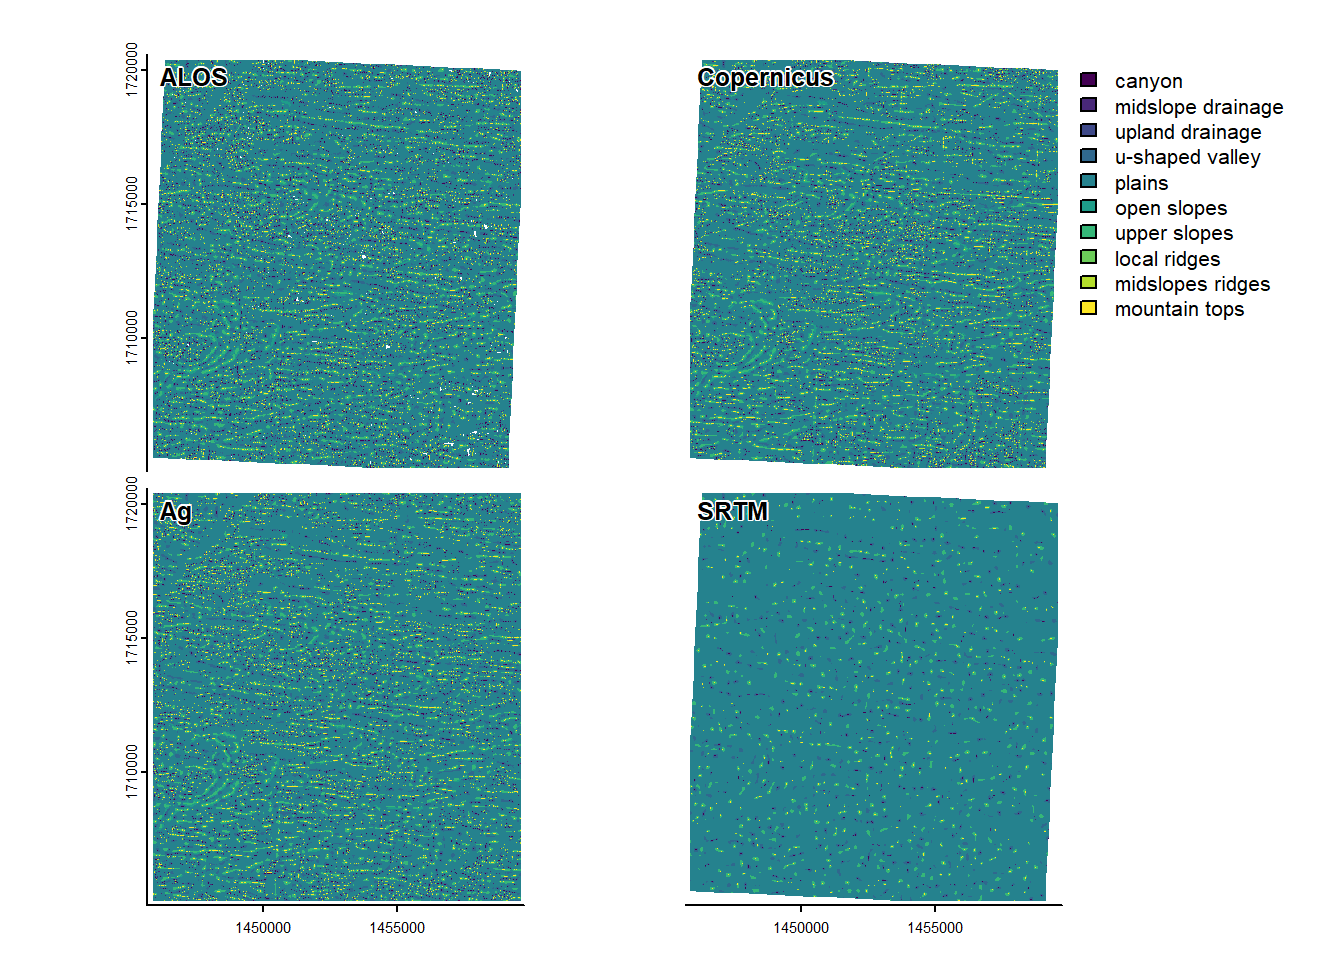 ALOS
Copernicus
canyon
midslope drainage
upland drainage
u-shaped valley
plains
open slopes
upper slopes
local ridges
midslopes ridges
mountain tops
1720000
1715000
1710000
Ag
SRTM
1720000
1715000
1710000
1450000 1455000
1450000 1455000